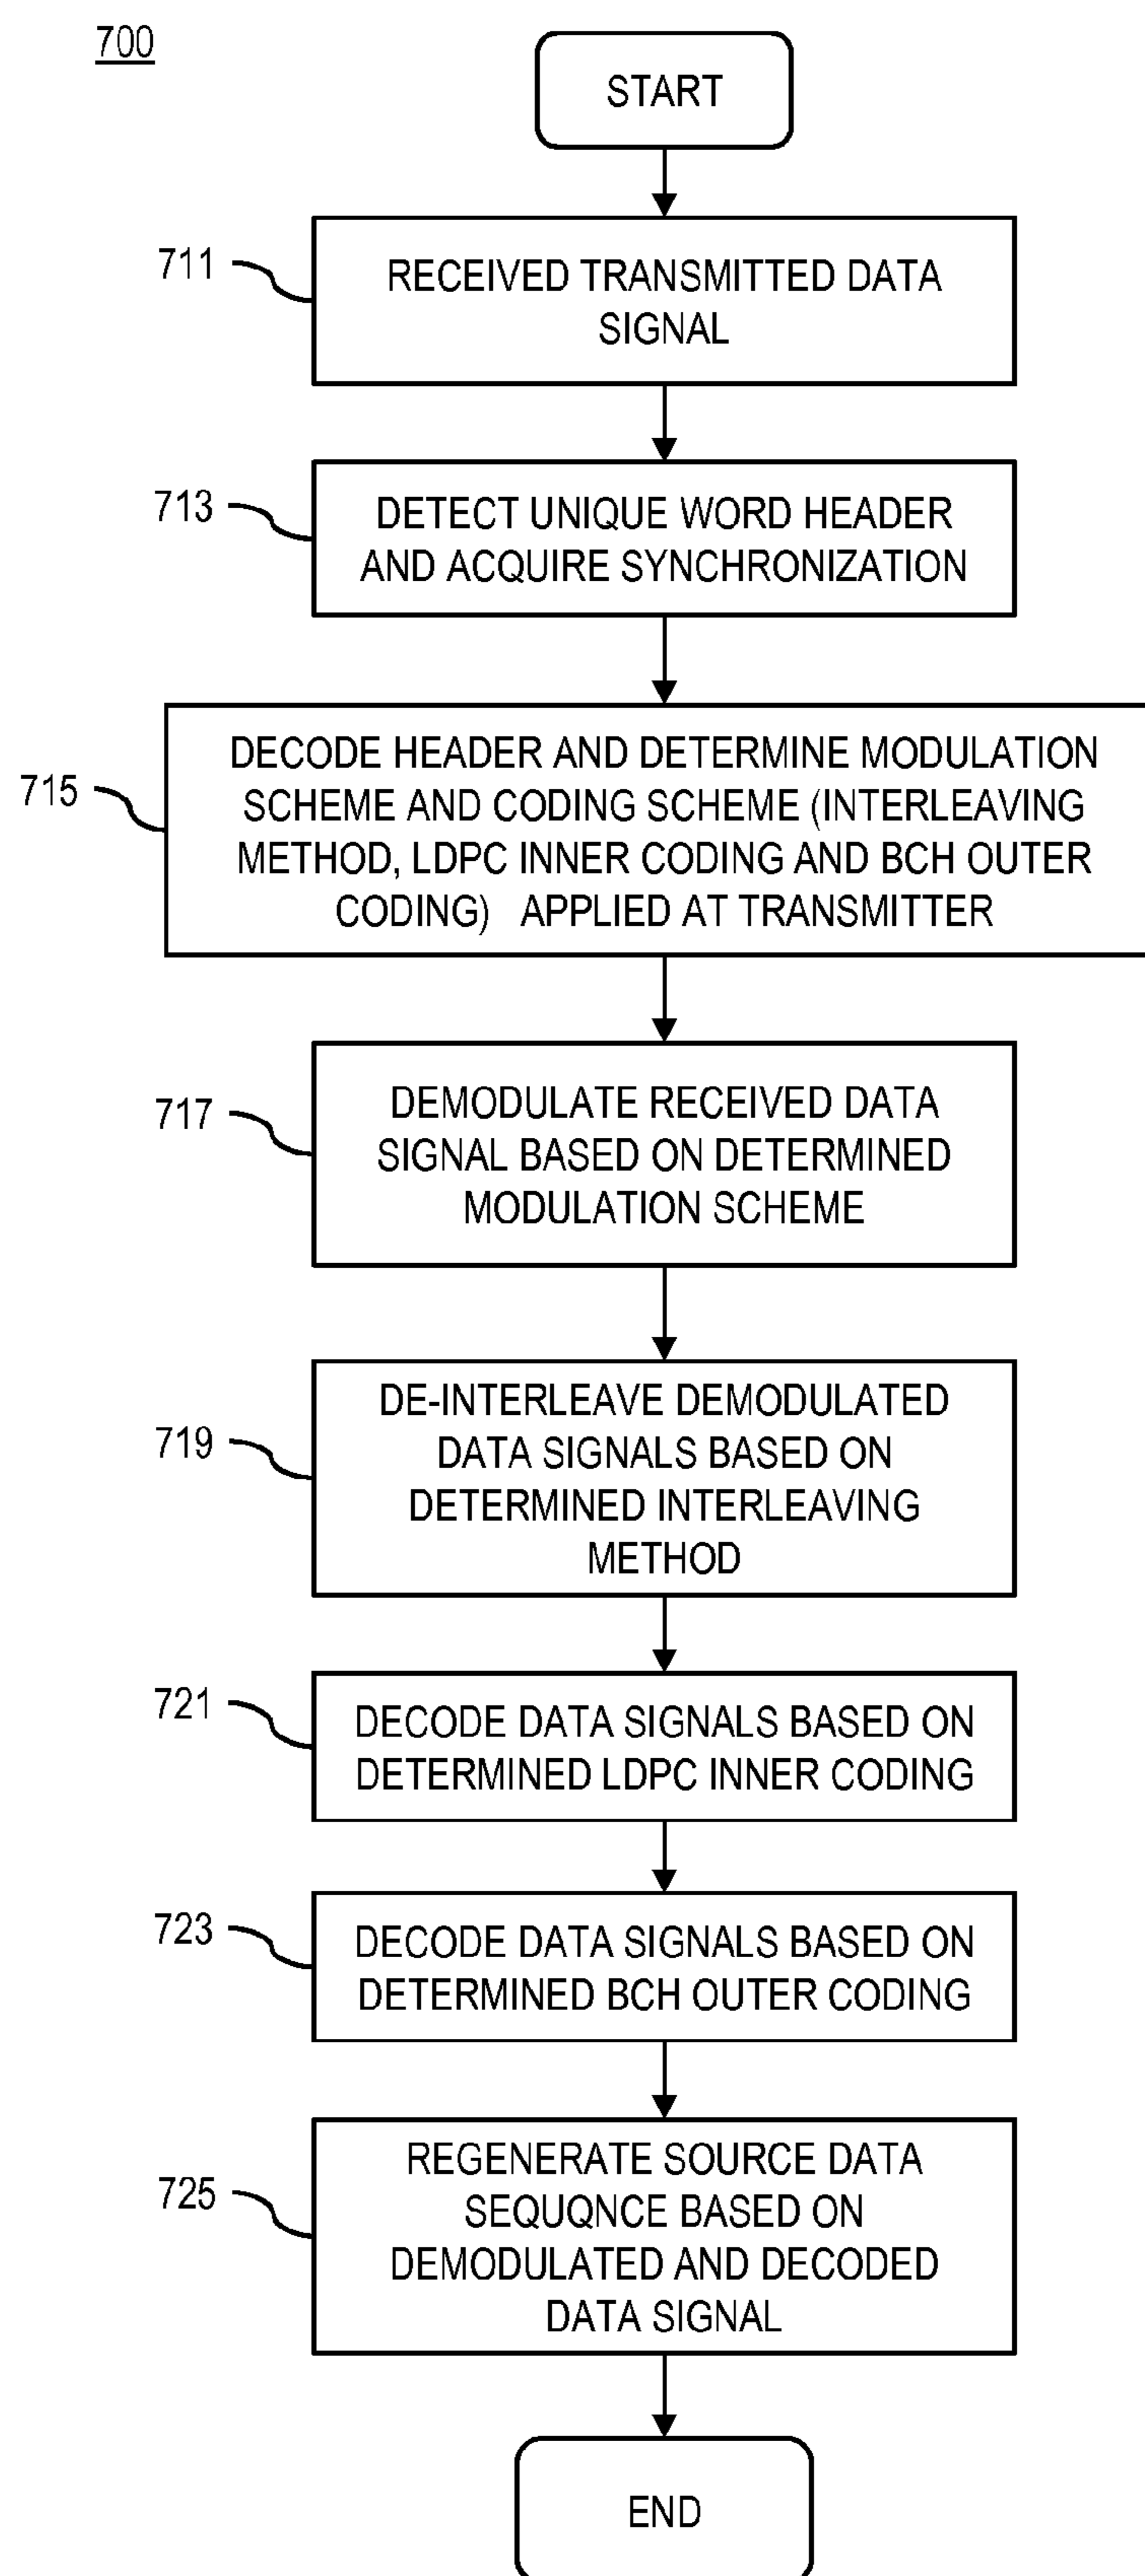 700
START
711
RECEIVED TRANSMITTED DATA
SIGNAL
713
DETECT UNIQUE WORD HEADER
AND ACQUIRE SYNCHRONIZATION
715
DECODE HEADER AND DETERMINE MODULATION
SCHEME AND CODING SCHEME (INTERLEAVING
METHOD, LDPC INNER CODING AND BCH OUTER
CODING) APPLIED AT TRANSMITTER
717
DEMODULATE RECEIVED DATA
SIGNAL BASED ON DETERMINED
MODULATION SCHEME
719
DE-INTERLEAVE DEMODULATED
DATA SIGNALS BASED ON
DETERMINED INTERLEAVING
METHOD
721
DECODE DATA SIGNALS BASED ON
DETERMINED LDPC INNER CODING
723
DECODE DATA SIGNALS BASED ON
DETERMINED BCH OUTER CODING
725
REGENERATE SOURCE DATA
SEQUQNCE BASED ON
DEMODULATED AND DECODED
DATA SIGNAL
END